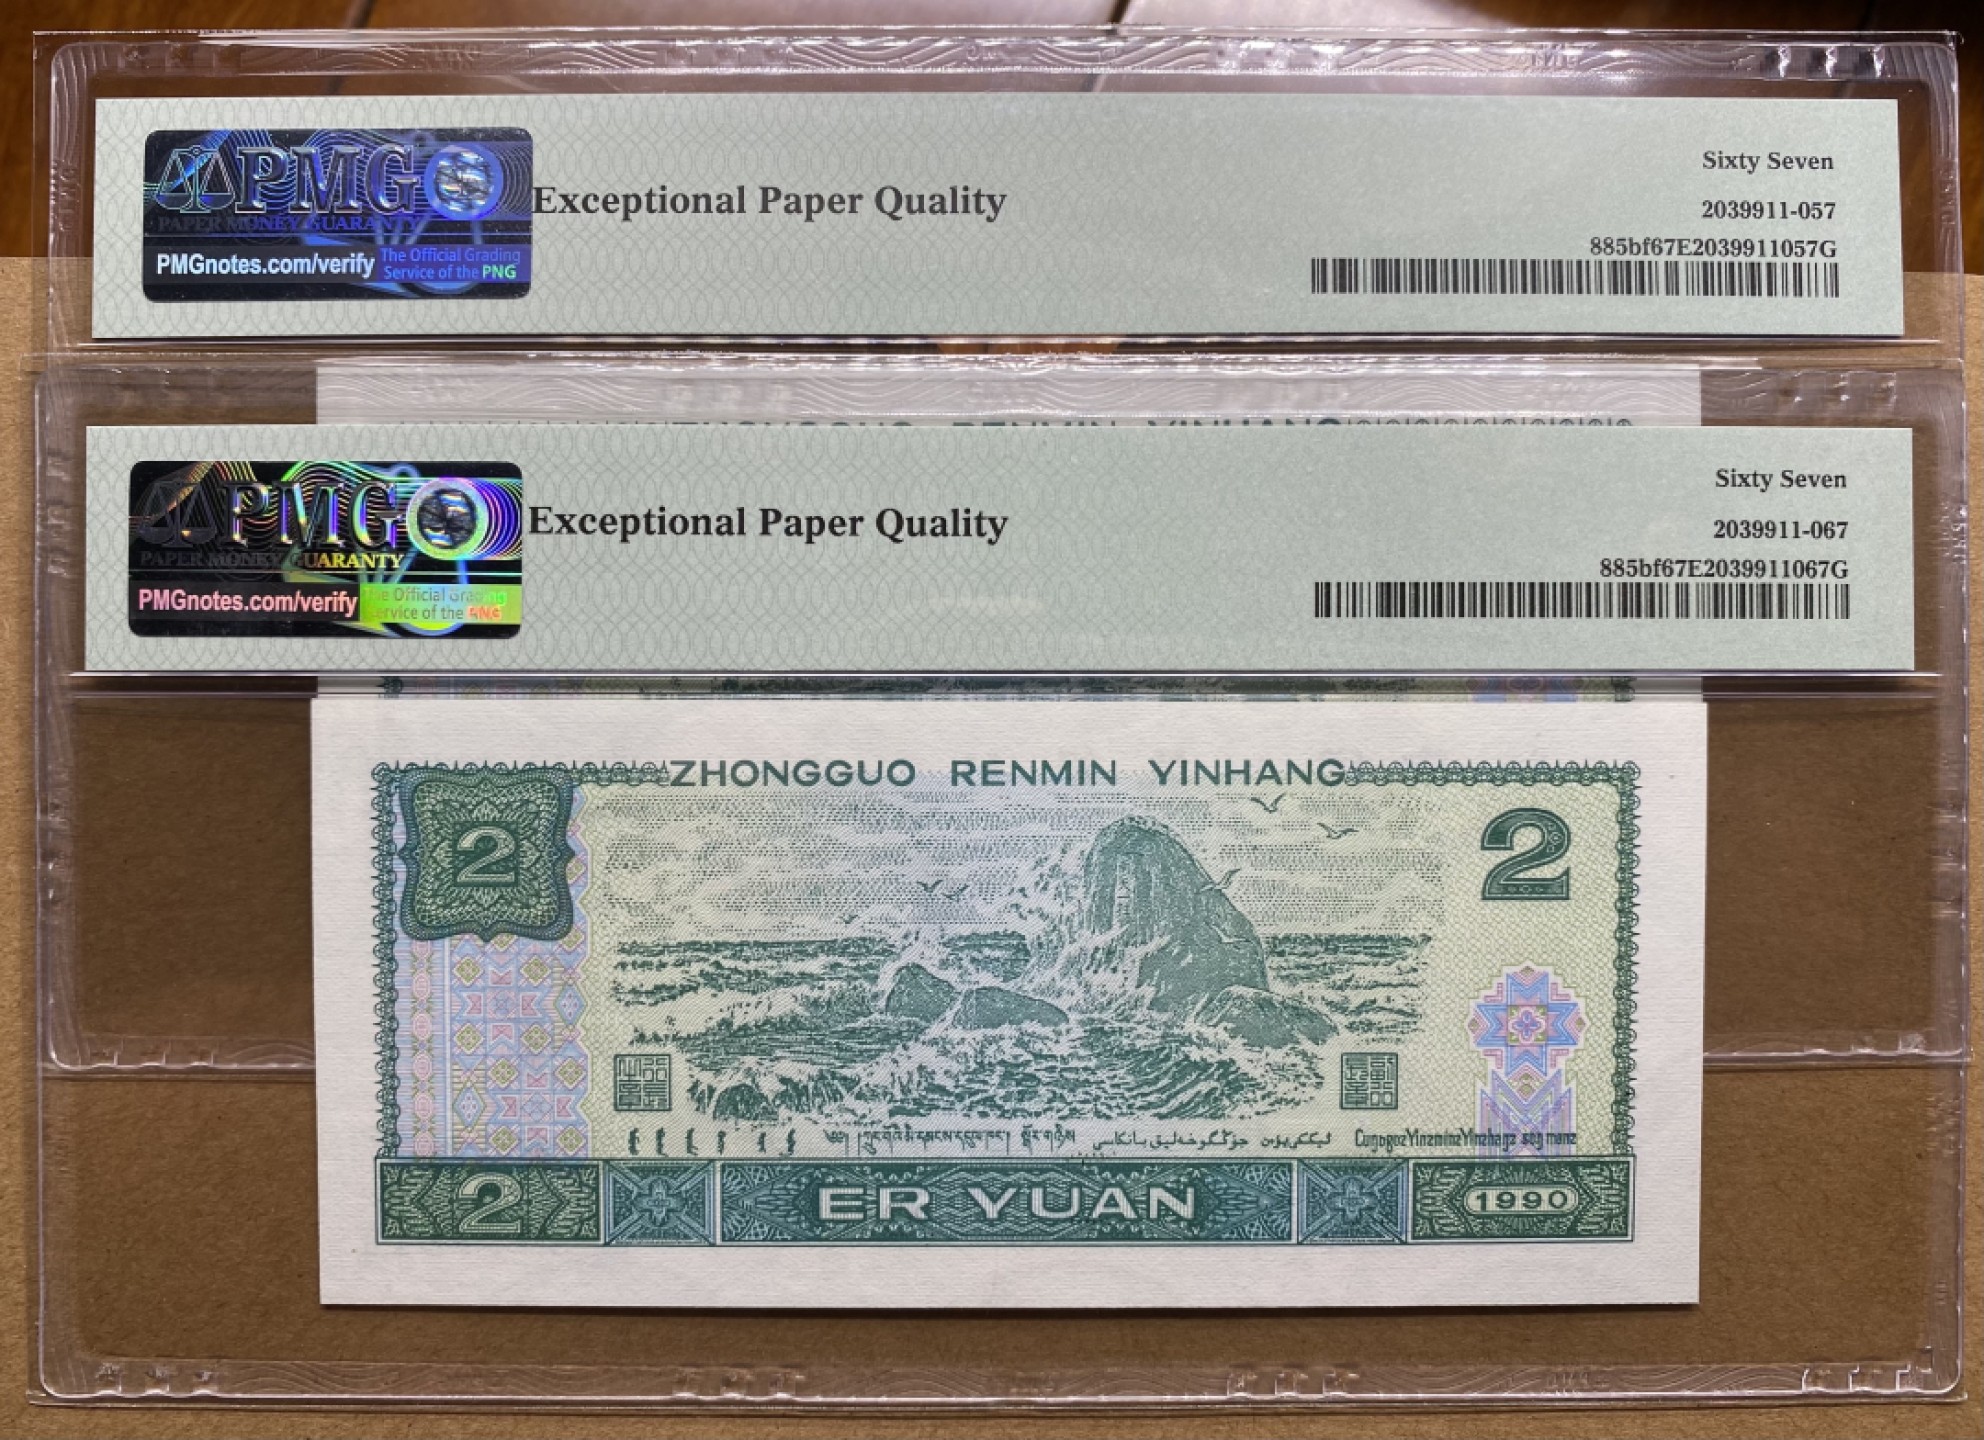 PMG
PAPER MONEY GUARANTY
PMGnotes.com/verify
The Official Grading
Service of the PNG
Exceptional Paper Quality
Sixty Seven
2039911-057
885bf67E2039911057G
PMG
PAPER MONEY GUARANTY
PMGnotes.com/verify
The Official Grading
Service of the PNG
Exceptional Paper Quality
Sixty Seven
2039911-067
885bf67E2039911067G
ZHONGGUO RENMIN YINHANG
2
2
2
ER YUAN
1990